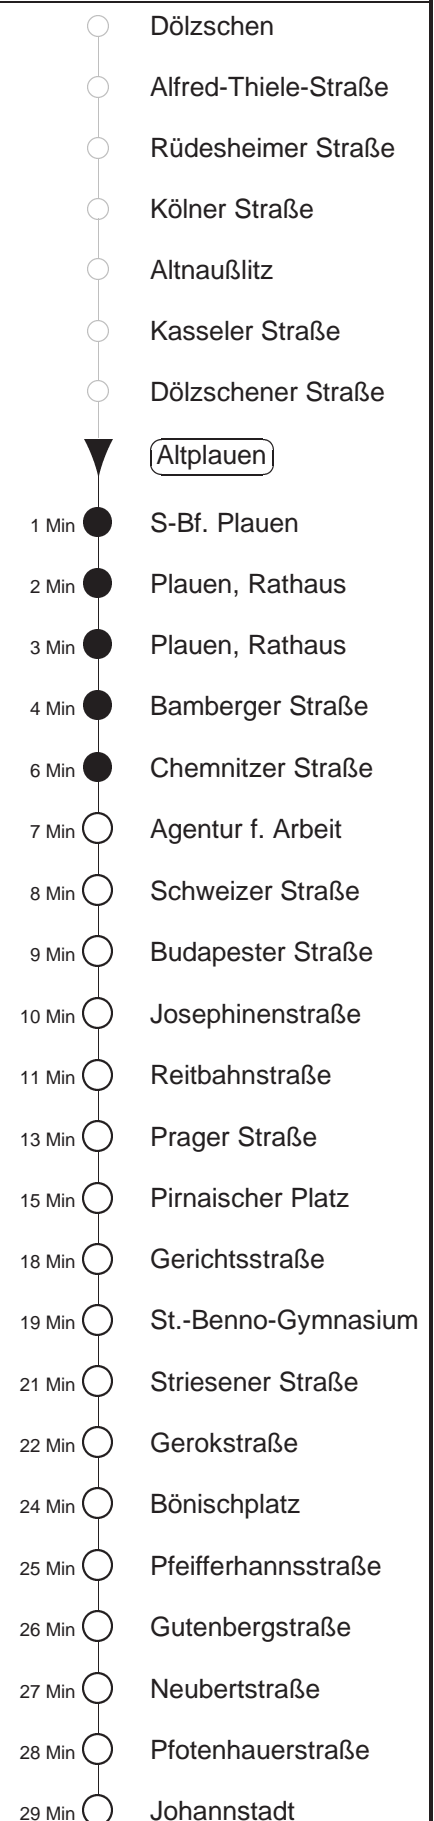 Dölzschen
Alfred-Thiele-Straße
Rüdesheimer Straße
Kölner Straße
Altnaußlitz
Kasseler Straße
Dölzschener Straße
Altplauen
1 Min S-Bf. Plauen
2 Min Plauen, Rathaus
3 Min Plauen, Rathaus
4 Min Bamberger Straße
6 Min Chemnitzer Straße
7 Min Agentur f. Arbeit
8 Min Schweizer Straße
9 Min Budapester Straße
10 Min Josephinenstraße
11 Min Reitbahnstraße
13 Min Prager Straße
15 Min Pirnaischer Platz
18 Min Gerichtsstraße
19 Min St.-Benno-Gymnasium
21 Min Striesener Straße
22 Min Gerokstraße
24 Min Bönischplatz
25 Min Pfeifferhannsstraße
26 Min Gutenbergstraße
27 Min Neubertstraße
28 Min Pfotenhauerstraße
29 Min Johannstadt